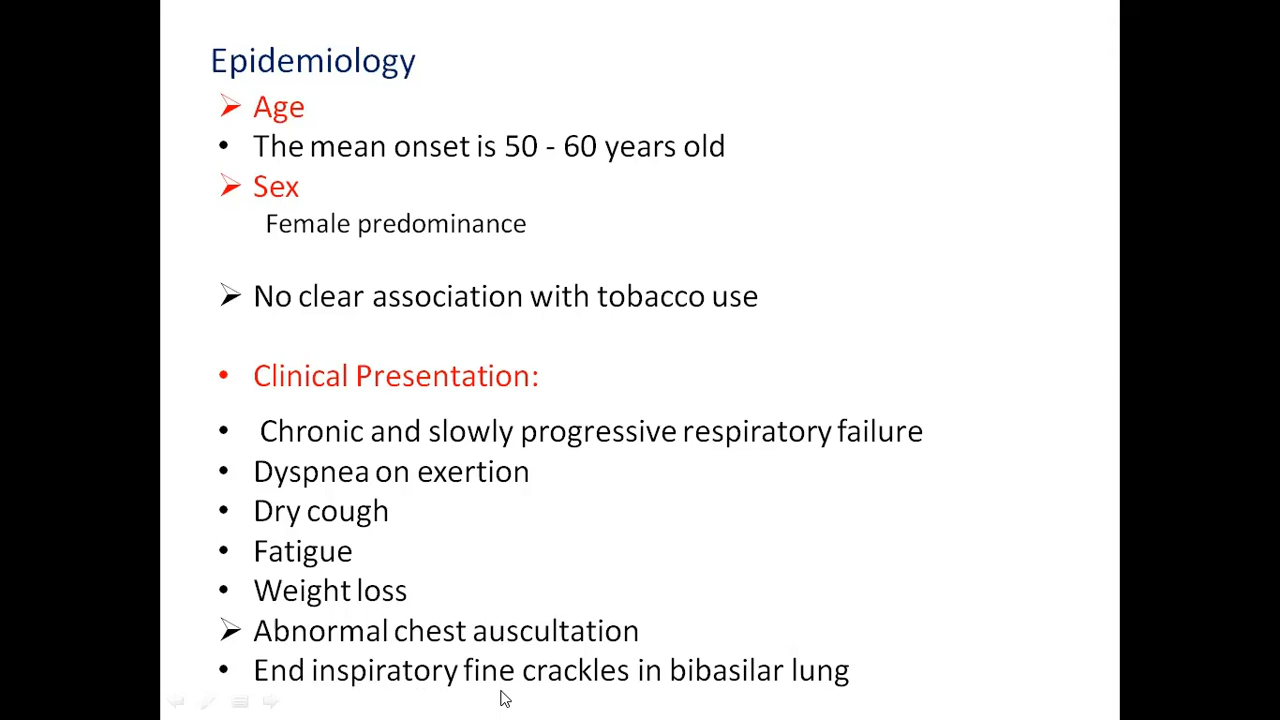 Epidemiology
Age
The mean onset is 50 - 60 years old
Sex
Female predominance
No clear association with tobacco use
Clinical Presentation:
Chronic and slowly progressive respiratory failure
Dyspnea on exertion
Dry cough
Fatigue
Weight loss
Abnormal chest auscultation
End inspiratory fine crackles in bibasilar lung